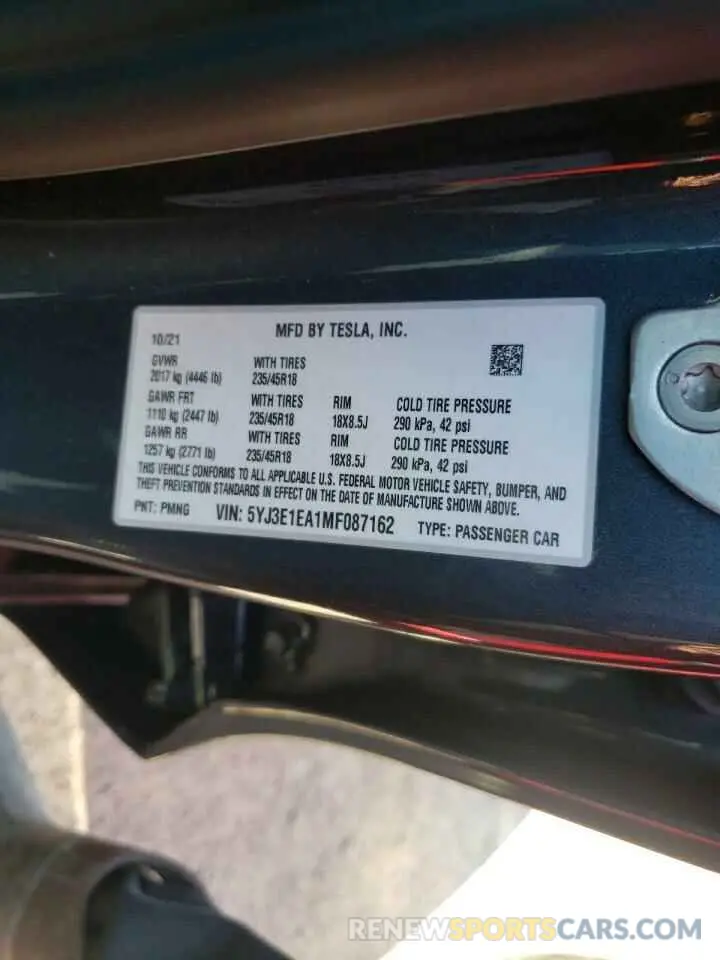 MFD BY TESLA, INC.
10/21
GVWR WITH TIRES
2017 kg (4446 lb) 235/45R18
GAWR FRT WITH TIRES RIM COLD TIRE PRESSURE
1110 kg (2447 lb) 235/45R18 18X8.5J 290 kPa, 42 psi
GAWR RR WITH TIRES RIM COLD TIRE PRESSURE
1257 kg (2771 lb) 235/45R18 18X8.5J 290 kPa, 42 psi
THIS VEHICLE CONFORMS TO ALL APPLICABLE U.S. FEDERAL MOTOR VEHICLE SAFETY, BUMPER, AND
THEFT PREVENTION STANDARDS IN EFFECT ON THE DATE OF MANUFACTURE SHOWN ABOVE.
PNT: PMNG VIN: 5YJ3E1EA1MF087162 TYPE: PASSENGER CAR
RENEWSPORTSCARS.COM